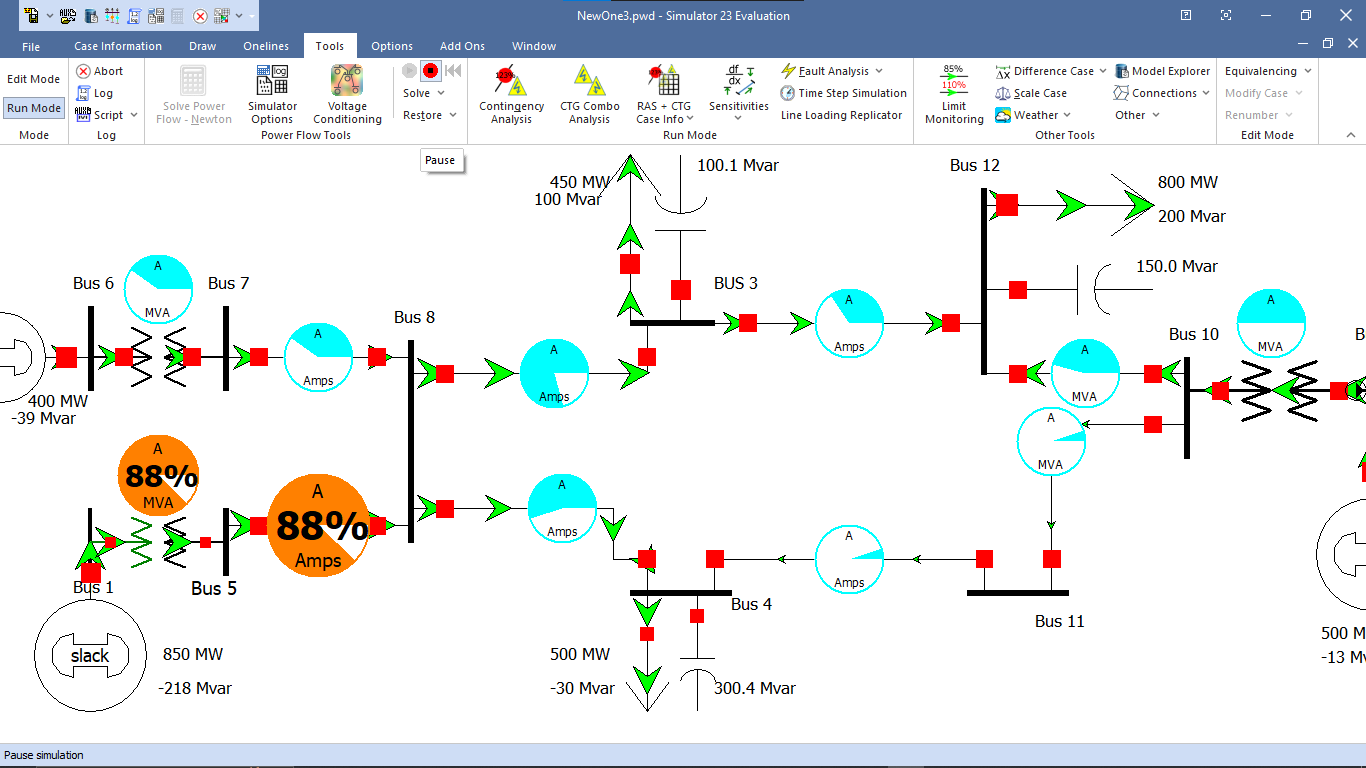 NewOne3.pwd - Simulator 23 Evaluation
File
Case Information
Draw
Onelines
Tools
Options
Add Ons
Window
Edit Mode
Run Mode
Mode
Abort
Log
Script
Log
Solve Power
Flow - Newton
Simulator
Options
Voltage
Conditioning
Solve
Restore
Power Flow Tools
Contingency
Analysis
CTG Combo
Analysis
RAS + CTG
Case Info
Sensitivities
Fault Analysis
Time Step Simulation
Line Loading Replicator
Run Mode
85%
110%
Limit
Monitoring
Difference Case
Scale Case
Weather
Model Explorer
Connections
Other
Other Tools
Equivalencing
Modify Case
Renumber
Edit Mode
Pause
450 MW
100 Mvar
100.1 Mvar
Bus 12
800 MW
200 Mvar
150.0 Mvar
Bus 6
A
MVA
Bus 7
BUS 3
A
Amps
A
MVA
Bus 8
A
Amps
Bus 10
A
Amps
A
MVA
400 MW
-39 Mvar
A
MVA
A
88%
MVA
A
88%
Amps
A
Amps
A
Amps
Bus 1
Bus 5
Bus 4
Bus 11
slack
850 MW
-218 Mvar
500 MW
-30 Mvar
300.4 Mvar
500 M
-13 Mv
Pause simulation